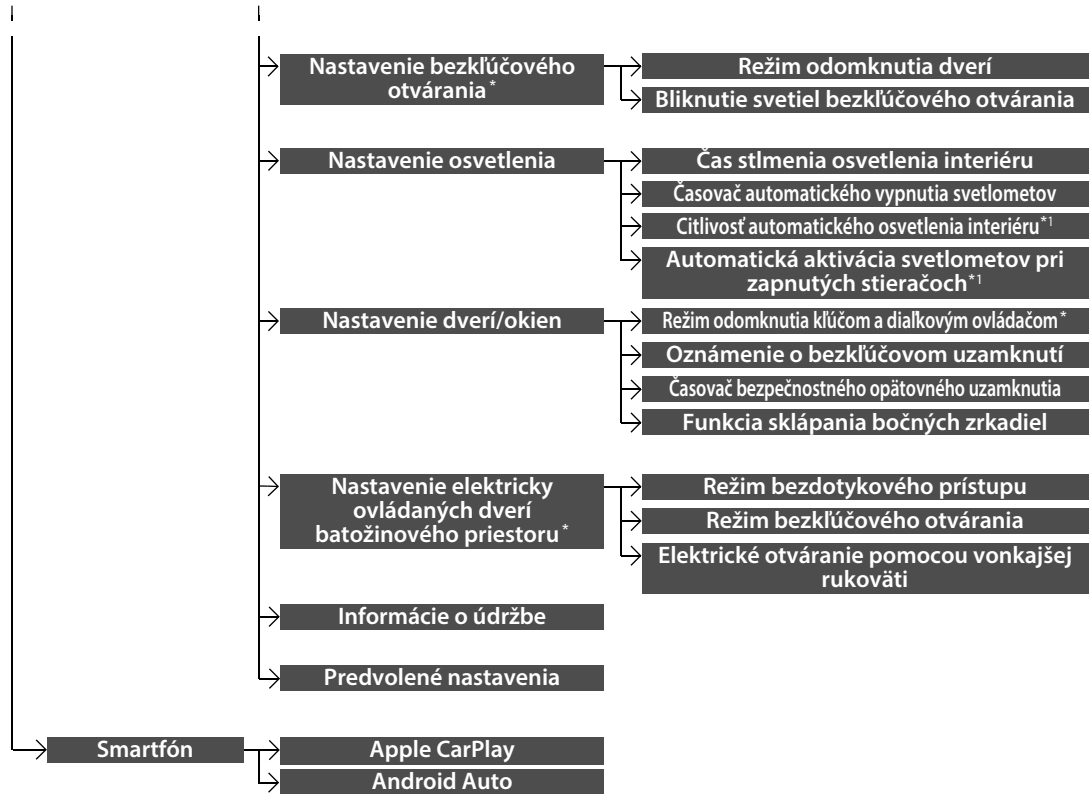 Nastavenie bezkľúčového
otvárania*
Režim odomknutia dverí
Bliknutie svetiel bezkľúčového otvárania
Nastavenie osvetlenia
Čas stlmenia osvetlenia interiéru
Časovač automatického vypnutia svetlometov
Citlivosť automatického osvetlenia interiéru*1
Automatická aktivácia svetlometov pri
zapnutých stieračoch*1
Nastavenie dverí/okien
Režim odomknutia kľúčom a diaľkovým ovládačom*
Oznámenie o bezkľúčovom uzamknutí
Časovač bezpečnostného opätovného uzamknutia
Funkcia sklápania bočných zrkadiel
Nastavenie elektricky
ovládaných dverí
batožinového priestoru*
Režim bezdotykového prístupu
Režim bezkľúčového otvárania
Elektrické otváranie pomocou vonkajšej
rukoväti
Informácie o údržbe
Predvolené nastavenia
Smartfón
Apple CarPlay
Android Auto